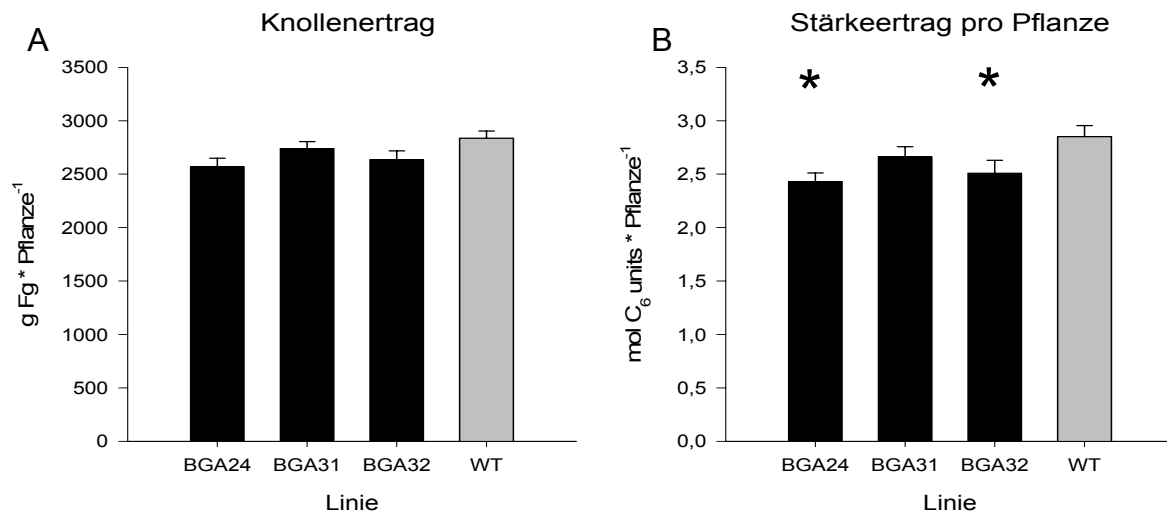 A
Knollenertrag
3500
3000
2500
2000
1500
1000
500
0
g Fg * Pflanze⁻¹
BGA24 BGA31 BGA32 WT
Linie
B
Stärkeertrag pro Pflanze
* *
3,5
3,0
2,5
2,0
1,5
1,0
0,5
0,0
mol C₆ units * Pflanze⁻¹
BGA24 BGA31 BGA32 WT
Linie